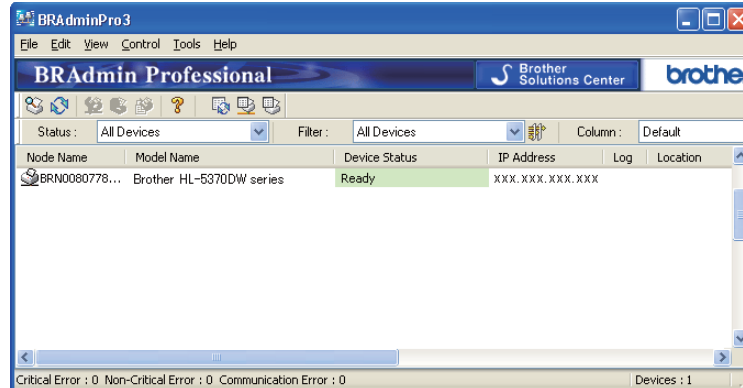 BRAdminPro3
File Edit View Control Tools Help
BRAdmin Professional Brother Solutions Center brothe
Status : All Devices Filter : All Devices Column : Default
Node Name Model Name Device Status IP Address Log Location
BRN0080778... Brother HL-5370DW series Ready XXX.XXX.XXX.XXX
Critical Error : 0 Non-Critical Error : 0 Communication Error : 0 Devices : 1